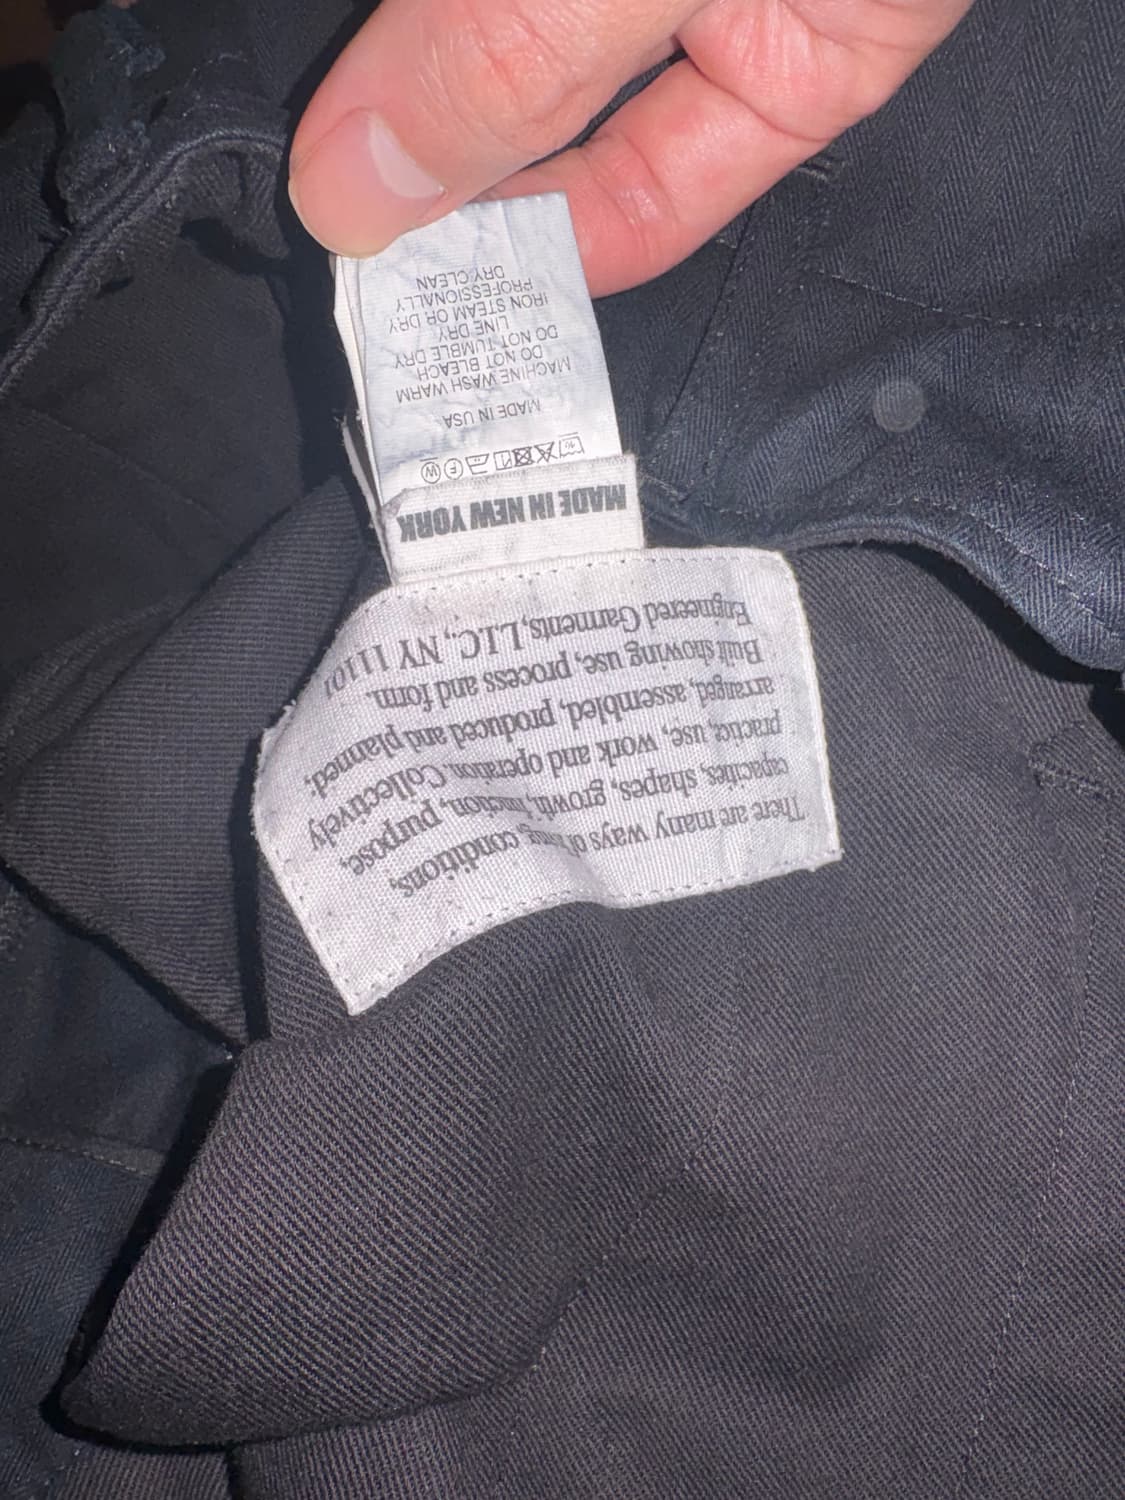 There are many ways of conditions,
capacities, shapes, growth, function, purpose,
practice, use, work and operation. Collectively
arranged, assembled, produced and planned.
Built showing use, process and form.
Engineered Garments, L.I.C., NY 11101
MADE IN NEW YORK
40 F W
MADE IN USA
MACHINE WASH WARM
DO NOT BLEACH
DO NOT TUMBLE DRY
LINE DRY
IRON STEAM OR DRY
PROFESSIONALLY
DRY CLEAN